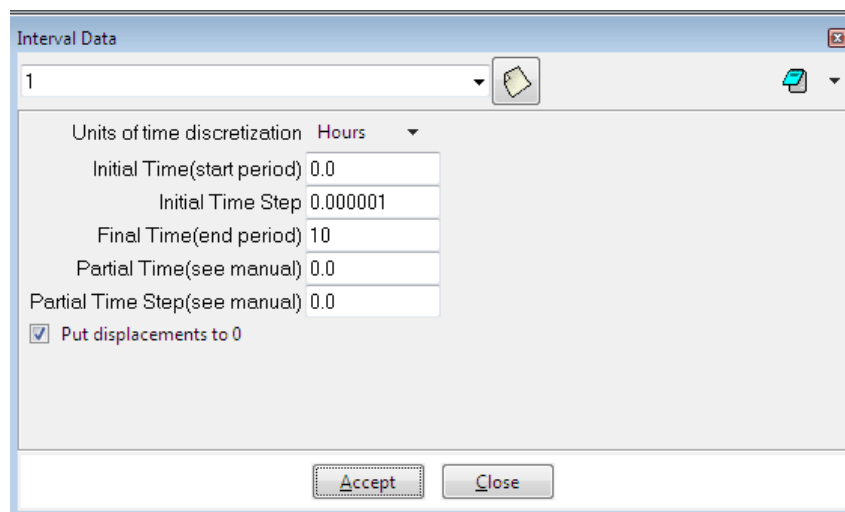 Interval Data
1
Units of time discretization Hours
Initial Time(start period) 0.0
Initial Time Step 0.000001
Final Time(end period) 10
Partial Time(see manual) 0.0
Partial Time Step(see manual) 0.0
Put displacements to 0
Accept Close